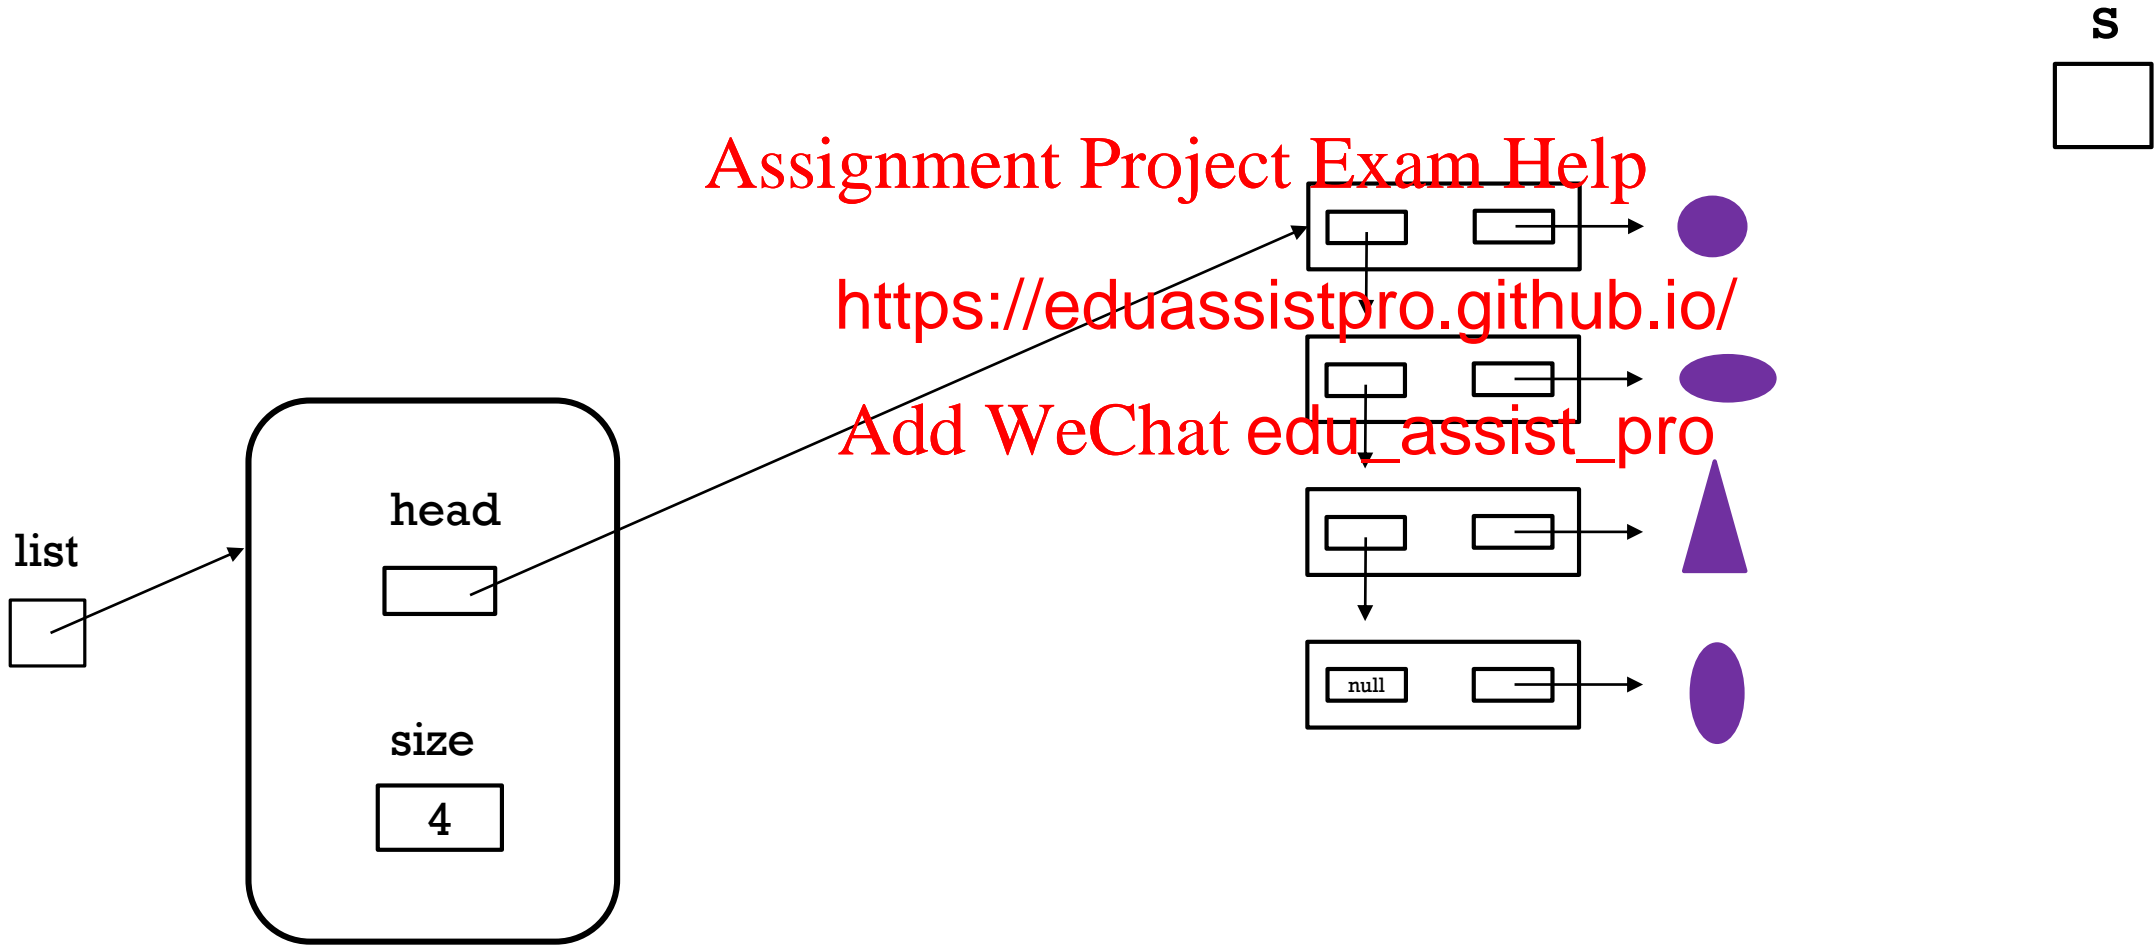 s
Assignment Project Exam Help
https://eduassistpro.github.io/
Add WeChat edu_assist_pro
head
list
null
size
4